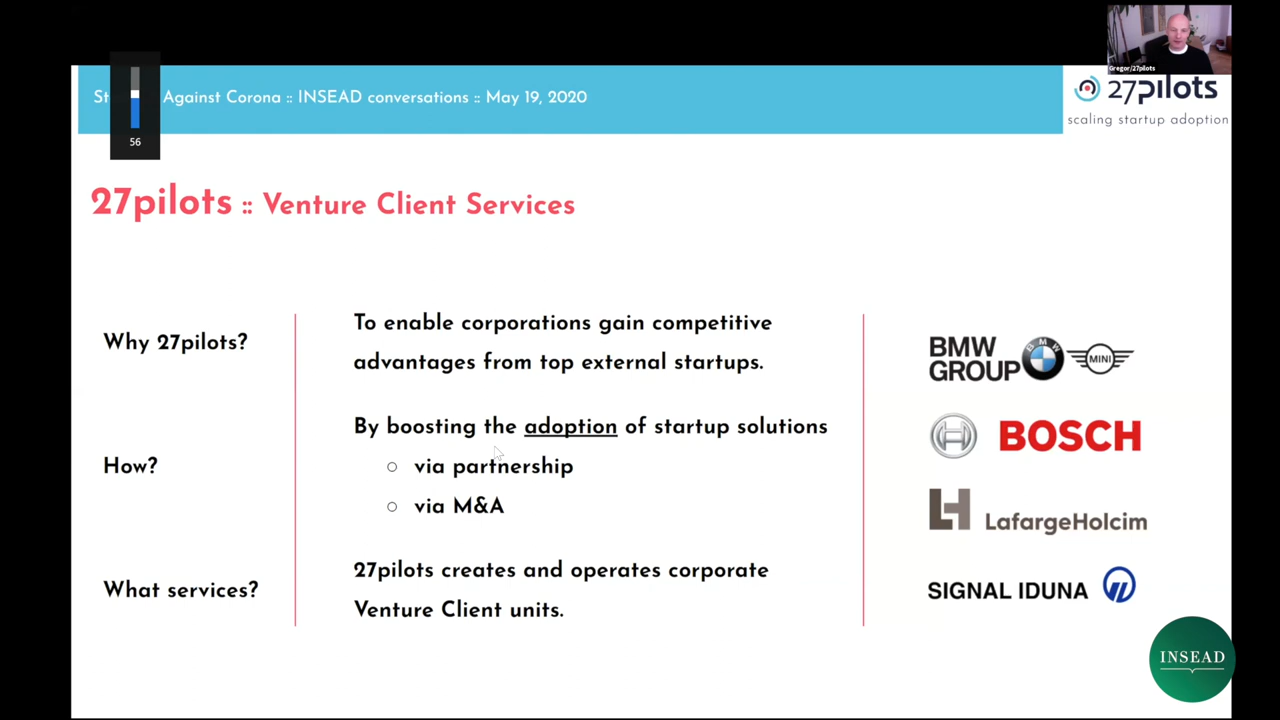 Gregor/27pilots
St Against Corona :: INSEAD conversations :: May 19, 2020
56
27pilots
scaling startup adoption
27pilots :: Venture Client Services
Why 27pilots?
To enable corporations gain competitive
advantages from top external startups.
How?
By boosting the adoption of startup solutions
○ via partnership
○ via M&A
What services?
27pilots creates and operates corporate
Venture Client units.
BMW
GROUP
BMW
MINI
BOSCH
LafargeHolcim
SIGNAL IDUNA
INSEAD